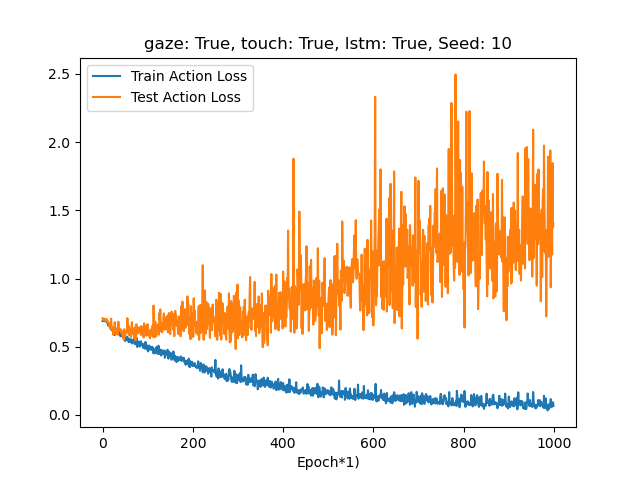 gaze: True, touch: True, lstm: True, Seed: 10
Train Action Loss
Test Action Loss
2.5
2.0
1.5
1.0
0.5
0.0
0 200 400 600 800 1000
Epoch*1)